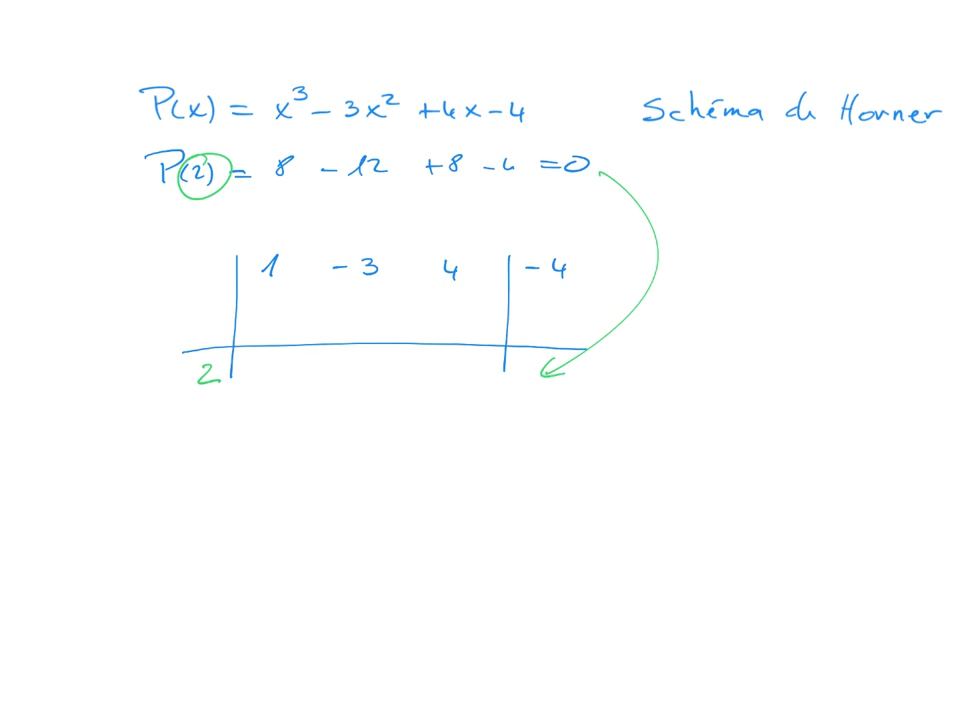 P(x) = x³ - 3x² + 4x - 4 Schéma de Horner
P(2) = 8 - 12 + 8 - 4 = 0
1 - 3 4 - 4
2